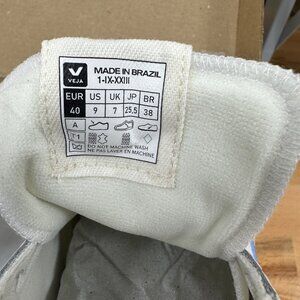 VEJA
MADE IN BRAZIL
1-IX-XXIII
EUR US UK JP BR
40 9 7 25,5 38
A
T1
DO NOT MACHINE WASH
NE PAS LAVER EN MACHINE